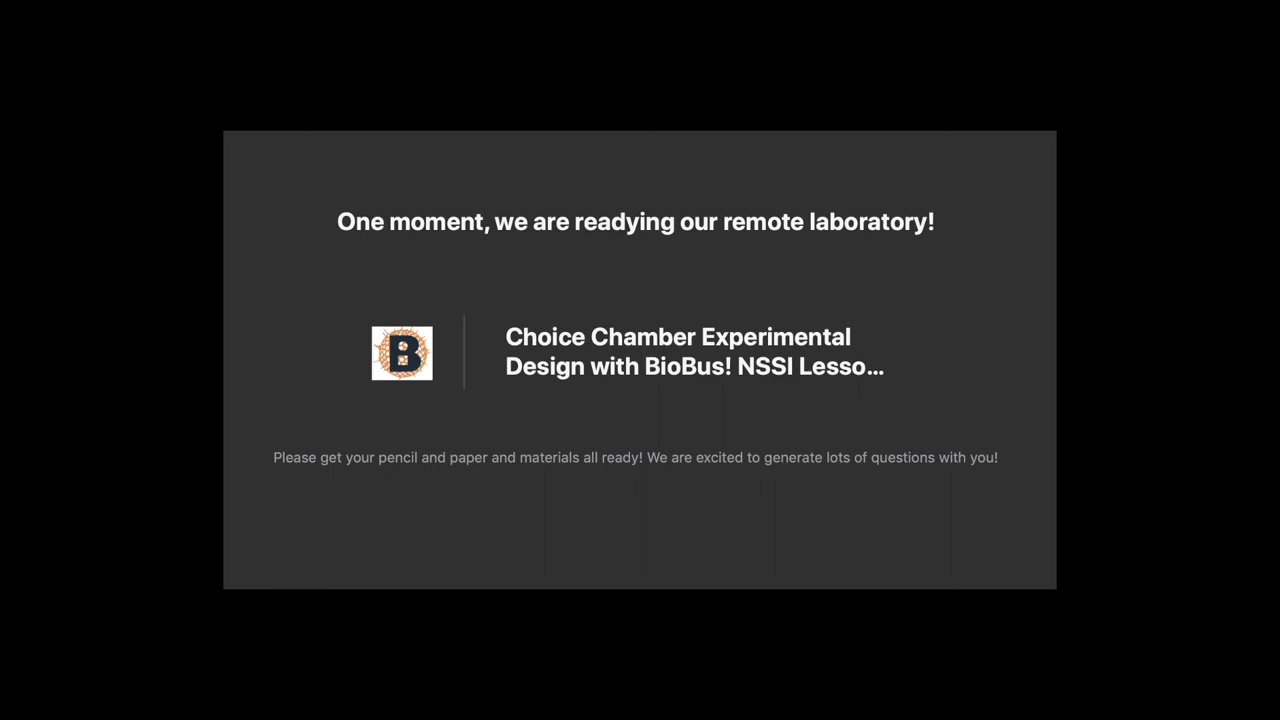 One moment, we are readying our remote laboratory!
B
Choice Chamber Experimental
Design with BioBus! NSSI Lesso...
Please get your pencil and paper and materials all ready! We are excited to generate lots of questions with you!